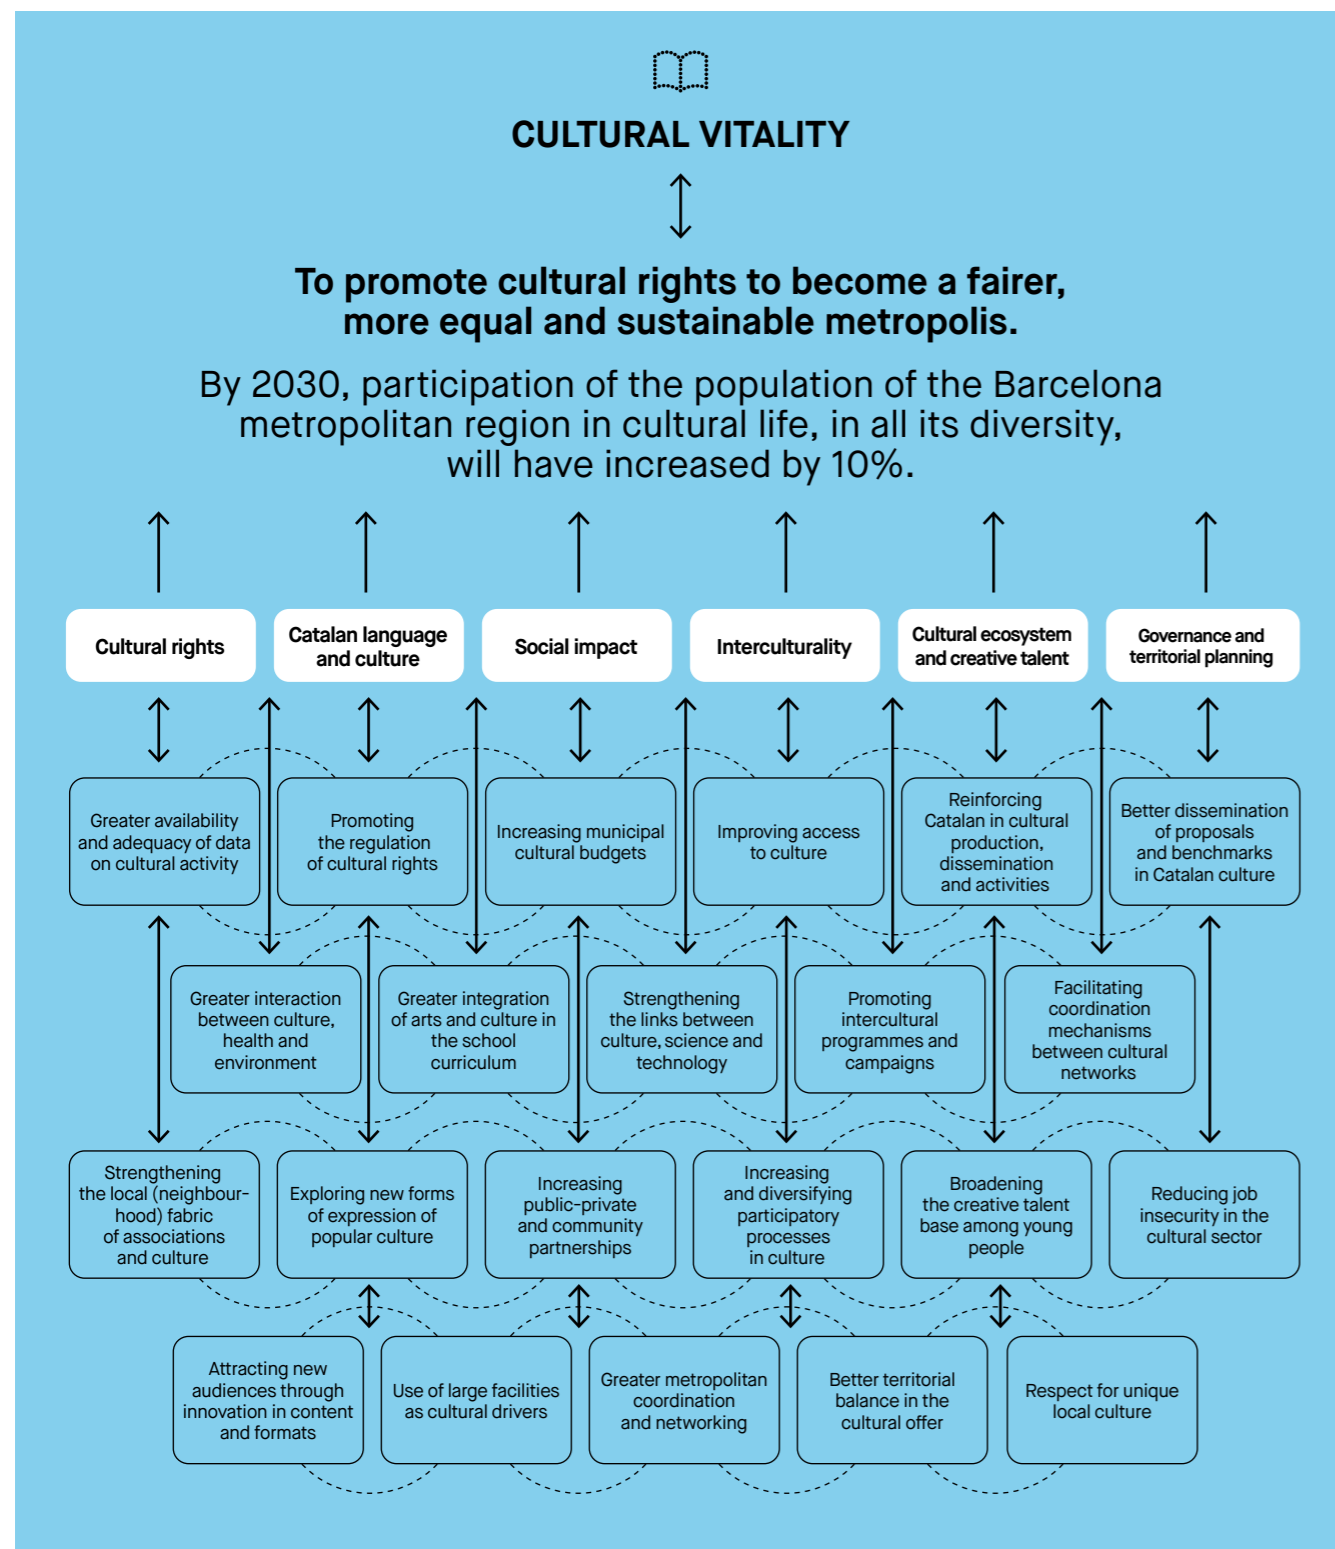 CULTURAL VITALITY
To promote cultural rights to become a fairer,
more equal and sustainable metropolis.
By 2030, participation of the population of the Barcelona
metropolitan region in cultural life, in all its diversity,
will have increased by 10%.
Cultural rights
Catalan language
and culture
Social impact
Interculturality
Cultural ecosystem
and creative talent
Governance and
territorial planning
Greater availability
and adequacy of data
on cultural activity
Promoting
the regulation
of cultural rights
Increasing municipal
cultural budgets
Improving access
to culture
Reinforcing
Catalan in cultural
production,
dissemination
and activities
Better dissemination
of proposals
and benchmarks
in Catalan culture
Greater interaction
between culture,
health and
environment
Greater integration
of arts and culture in
the school
curriculum
Strengthening
the links between
culture, science and
technology
Promoting
intercultural
programmes and
campaigns
Facilitating
coordination
mechanisms
between cultural
networks
Strengthening
the local (neighbour-
hood) fabric
of associations
and culture
Exploring new forms
of expression of
popular culture
Increasing
public-private
and community
partnerships
Increasing
and diversifying
participatory
processes
in culture
Broadening
the creative talent
base among young
people
Reducing job
insecurity in the
cultural sector
Attracting new
audiences through
innovation in content
and formats
Use of large facilities
as cultural drivers
Greater metropolitan
coordination
and networking
Better territorial
balance in the
cultural offer
Respect for unique
local culture